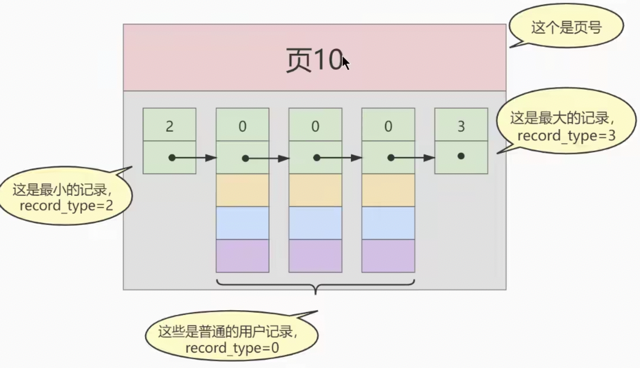 这个是页号
页10
这是最大的记录，
record_type=3
2
0
0
0
3
这是最小的记录，
record_type=2
这些是普通的用户记录，
record_type=0